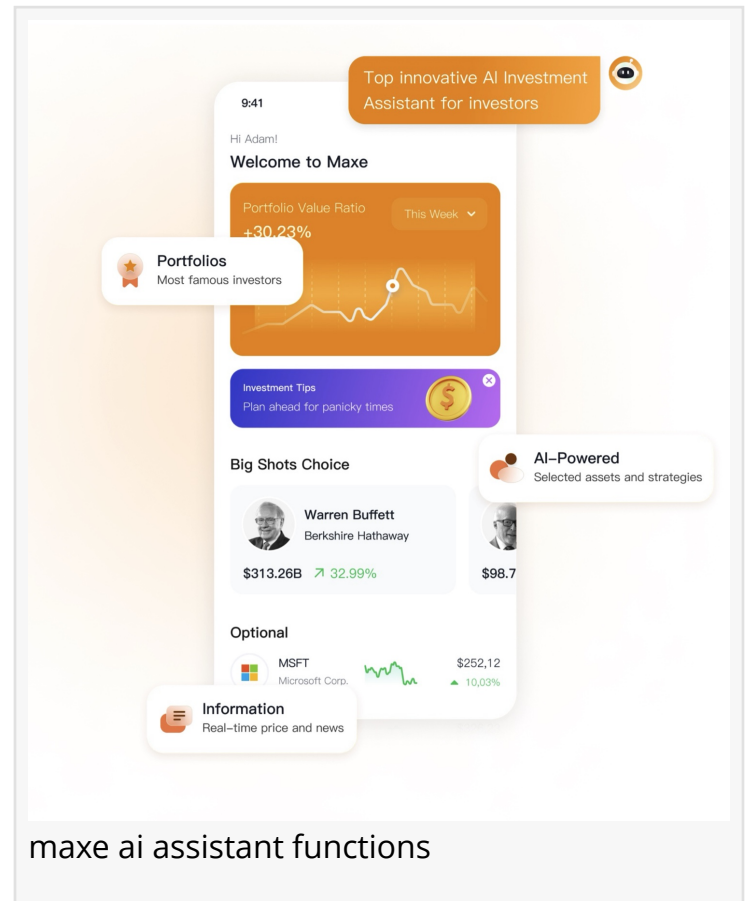 Top innovative AI Investment
Assistant for investors
9:41
Hi Adam!
Welcome to Maxe
Portfolio Value Ratio
This Week
+30.23%
Portfolios
Most famous investors
Investment Tips
Plan ahead for panicky times
$
Big Shots Choice
AI-Powered
Selected assets and strategies
Warren Buffett
Berkshire Hathaway
$313.26B
32.99%
$98.7
Optional
MSFT
Microsoft Corp.
$252,12
10,03%
Information
Real-time price and news
maxe ai assistant functions